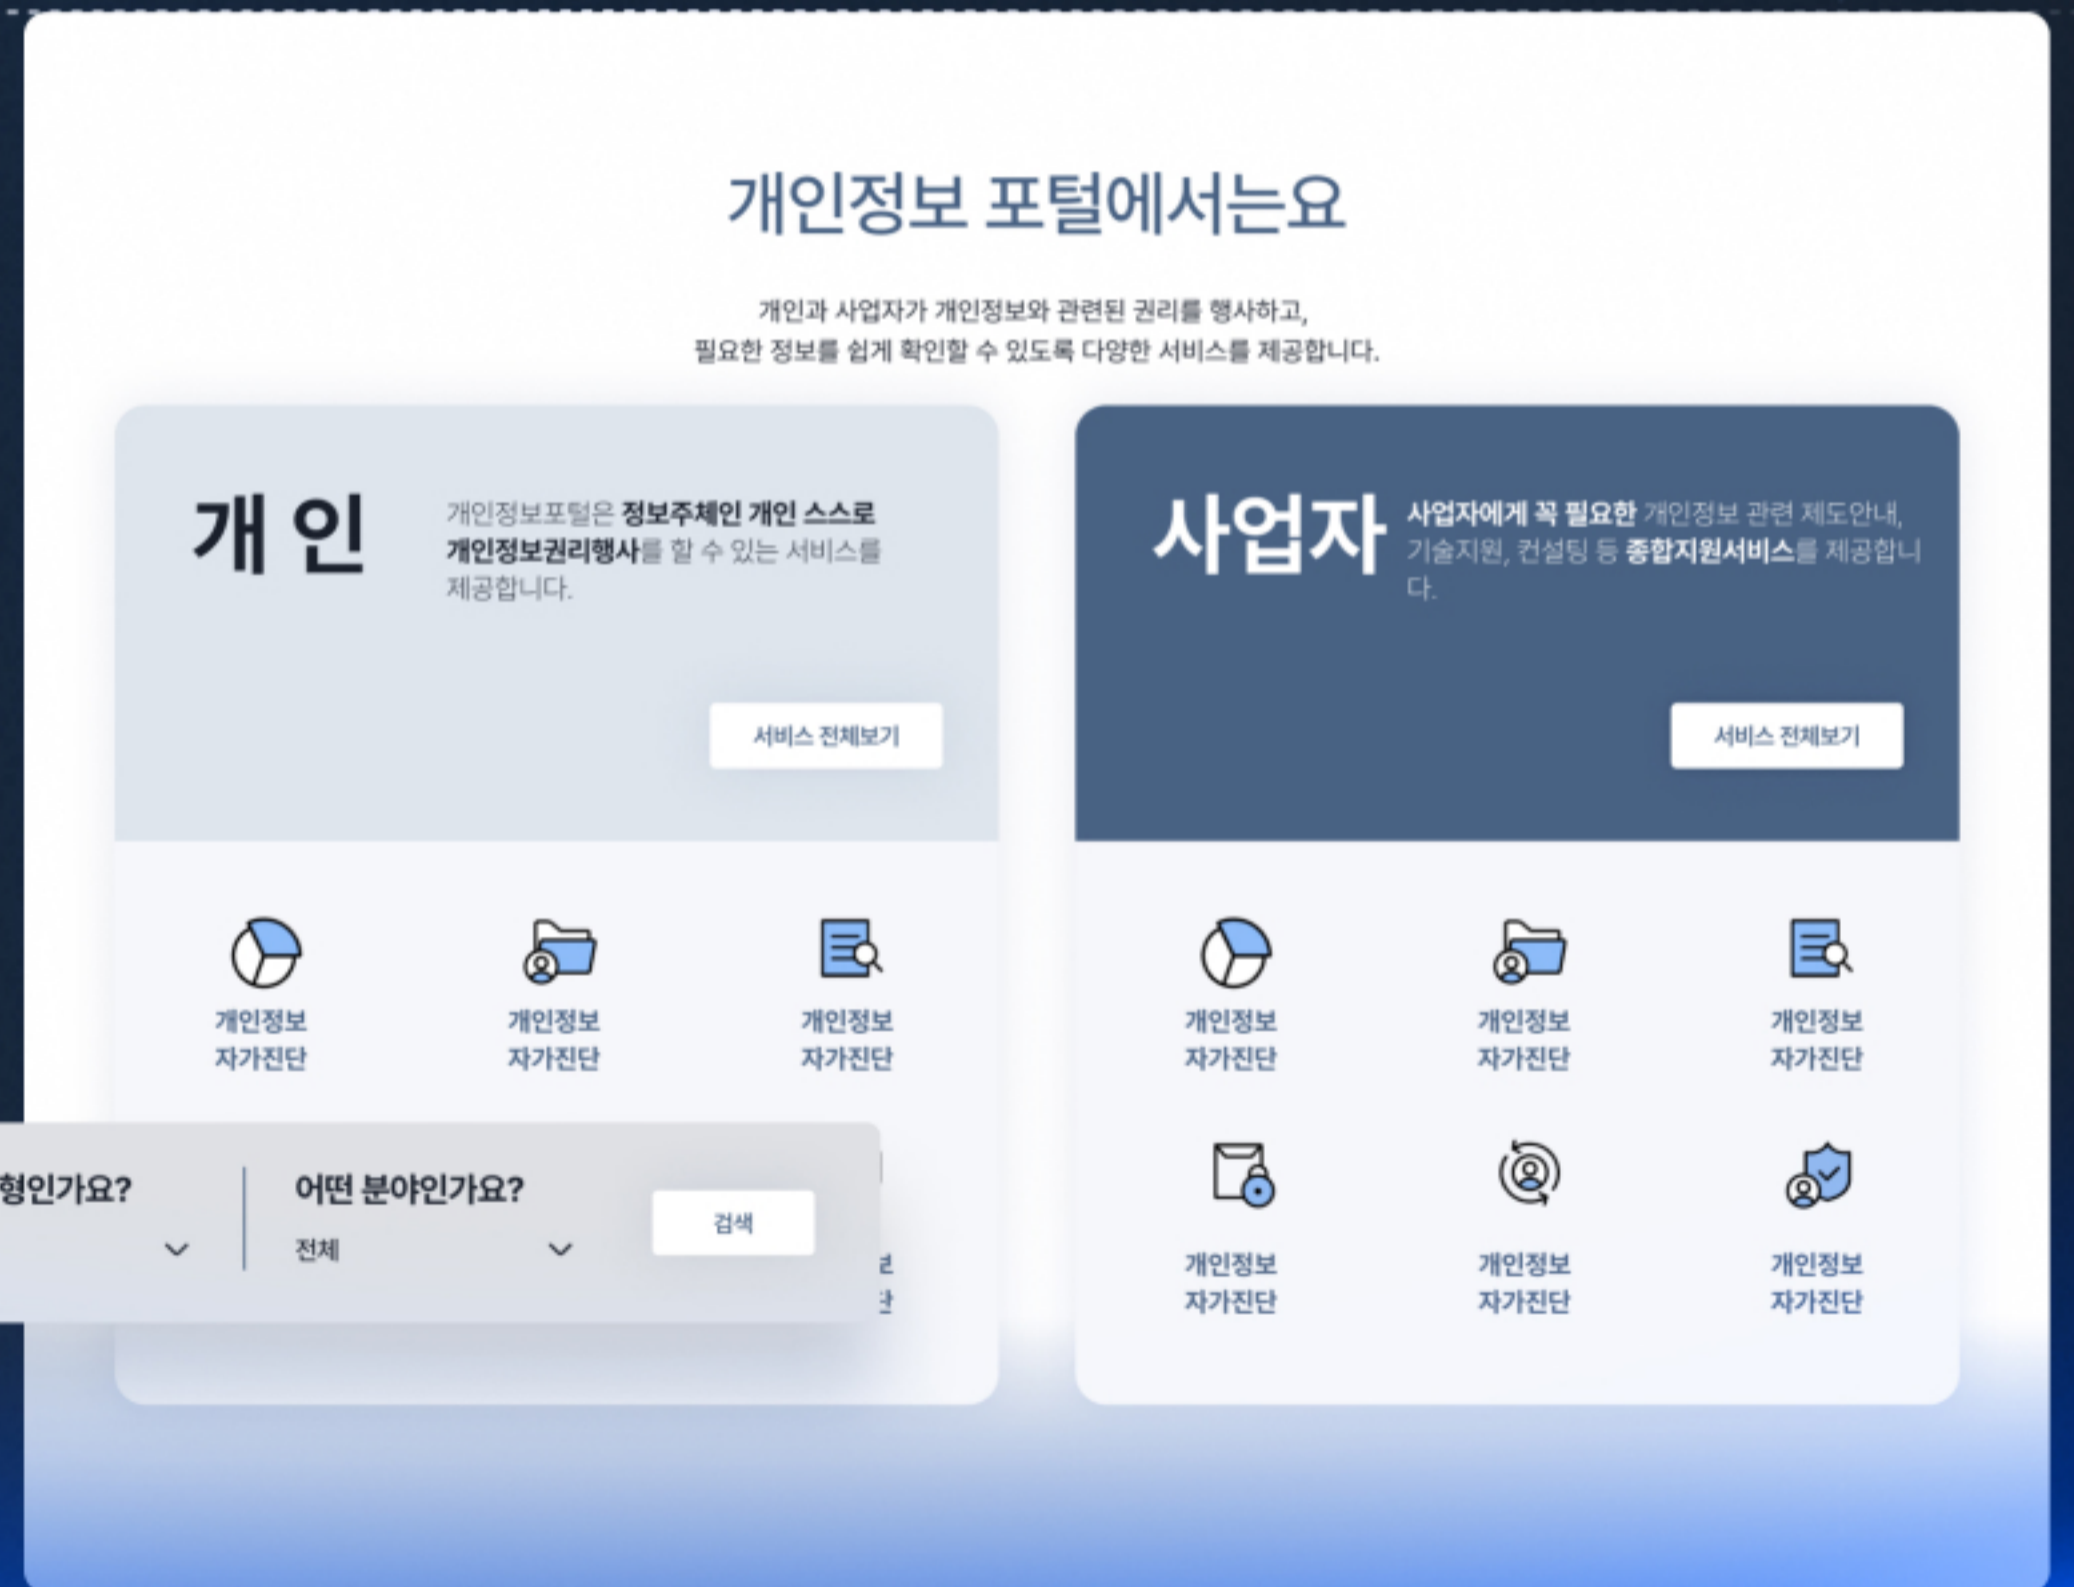 개인정보 포털에서는요
개인과 사업자가 개인정보와 관련된 권리를 행사하고,
필요한 정보를 쉽게 확인할 수 있도록 다양한 서비스를 제공합니다.
개 인
개인정보포털은 정보주체인 개인 스스로
개인정보권리행사를 할 수 있는 서비스를
제공합니다.
서비스 전체보기
개인정보
자가진단
개인정보
자가진단
개인정보
자가진단
형인가요?
어떤 분야인가요?
전체
검색
보
단
사업자
사업자에게 꼭 필요한 개인정보 관련 제도안내,
기술지원, 컨설팅 등 종합지원서비스를 제공합니
다.
서비스 전체보기
개인정보
자가진단
개인정보
자가진단
개인정보
자가진단
개인정보
자가진단
개인정보
자가진단
개인정보
자가진단